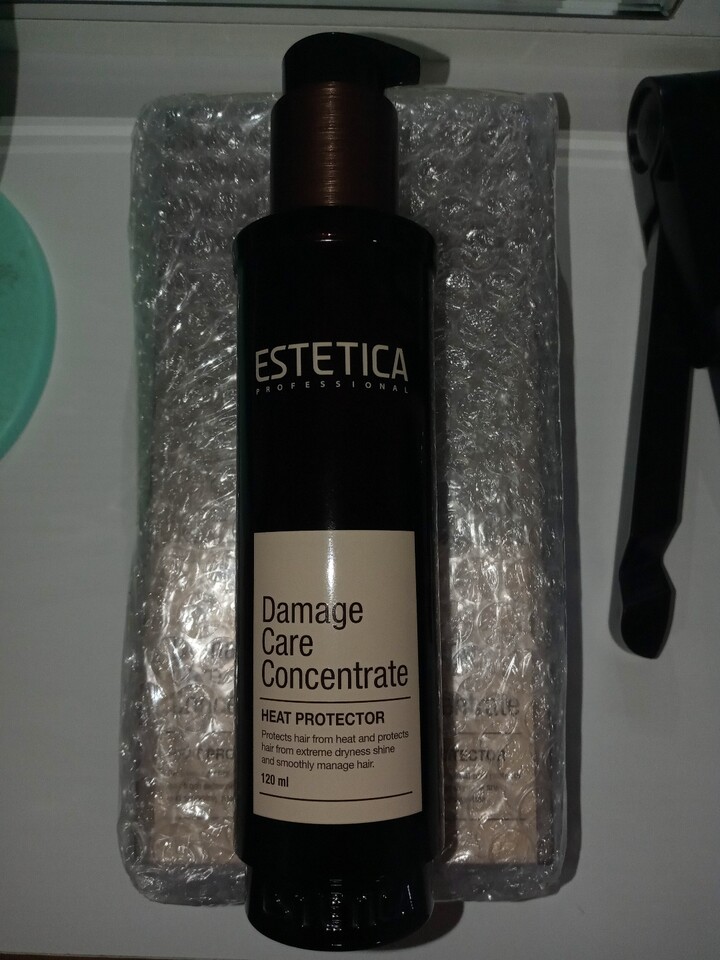 ESTETICA
PROFESSIONAL
Damage
Care
Concentrate
HEAT PROTECTOR
Protects hair from heat and protects
hair from extreme dryness shine
and smoothly manage hair.
120 ml